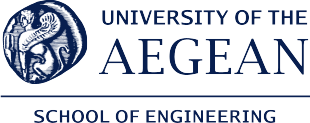 UNIVERSITY OF THE
AEGEAN
SCHOOL OF ENGINEERING